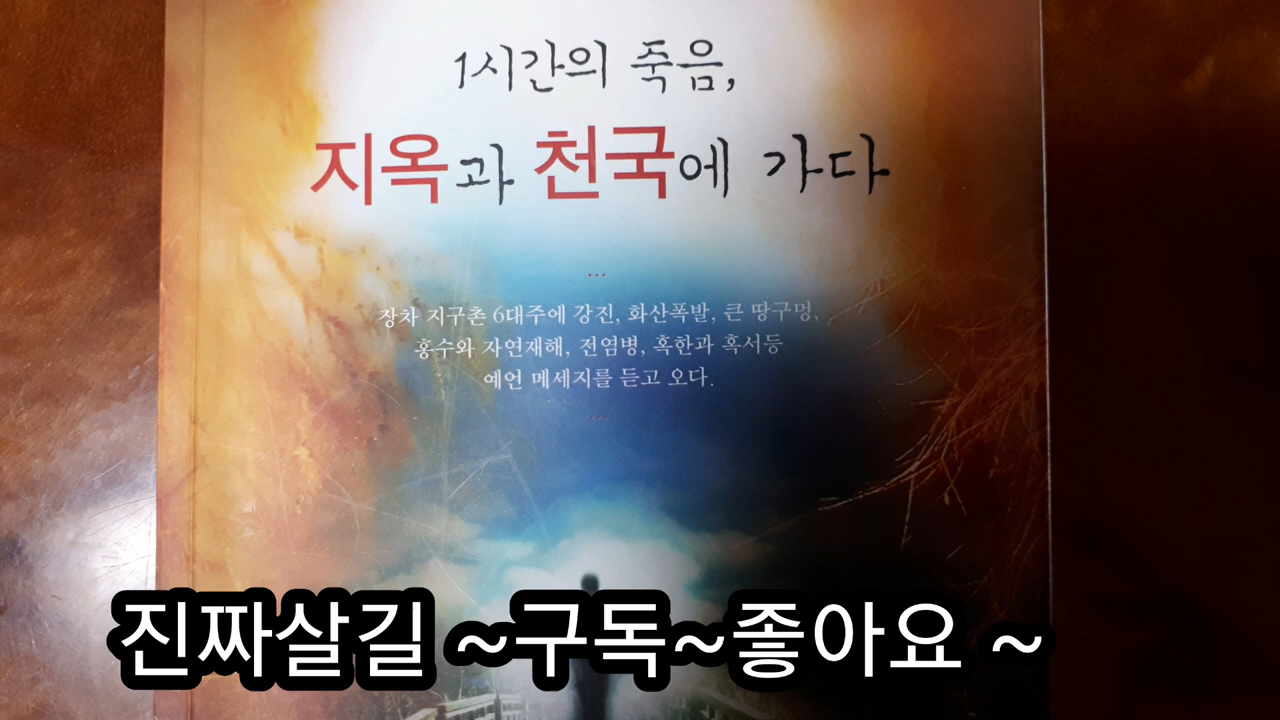 1시간의 죽음,
지옥과 천국에 가다
...
장차 지구촌 6대주에 강진, 화산폭발, 큰 땅구멍,
홍수와 자연재해, 전염병, 혹한과 혹서등
예언 메세지를 듣고 오다.
...
진짜살길 ~구독~좋아요 ~